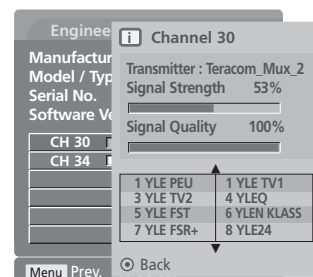 Enginee
Manufactur
Model / Typ
Serial No.
Software Ve
CH 30
CH 34
Menu Prev.
i Channel 30
Transmitter : Teracom_Mux_2
Signal Strength 53%
Signal Quality 100%
1 YLE PEU 1 YLE TV1
3 YLE TV2 4 YLEQ
5 YLE FST 6 YLEN KLASS
7 YLE FSR+ 8 YLE24
Back